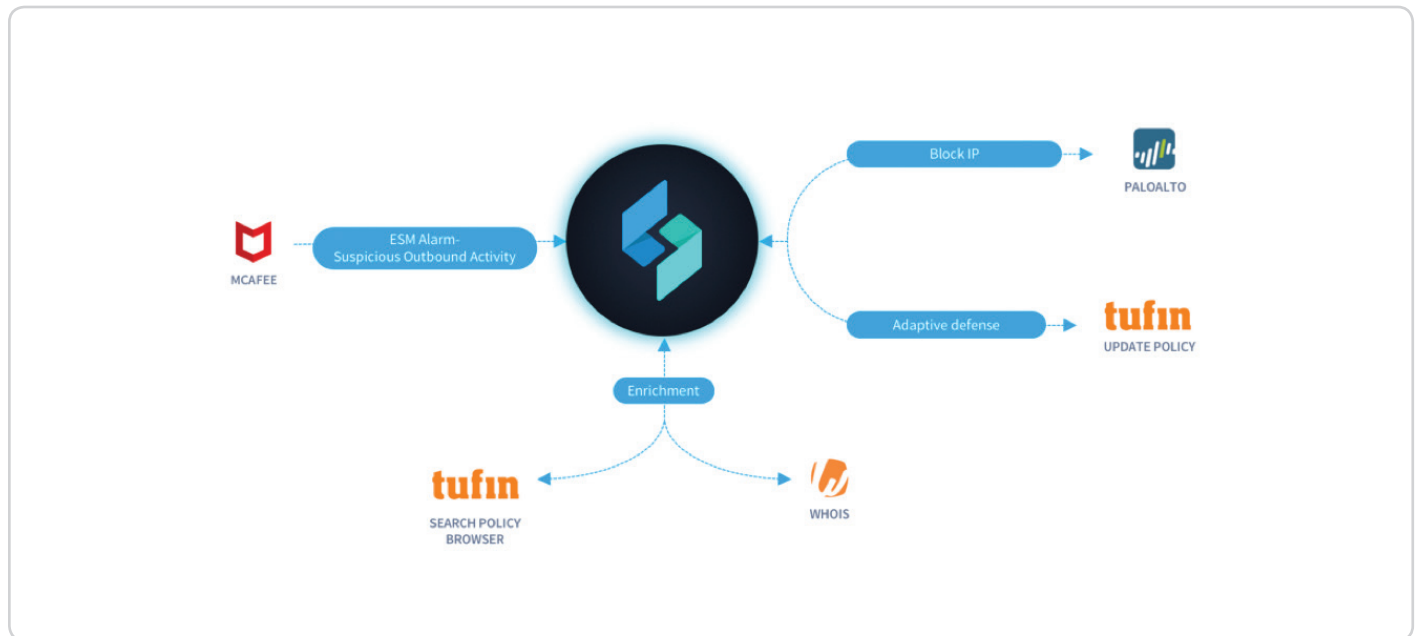 MCAFEE
ESM Alarm-
Suspicious Outbound Activity
Block IP
PALOALTO
Adaptive defense
tufin
UPDATE POLICY
Enrichment
tufin
SEARCH POLICY
BROWSER
WHOIS